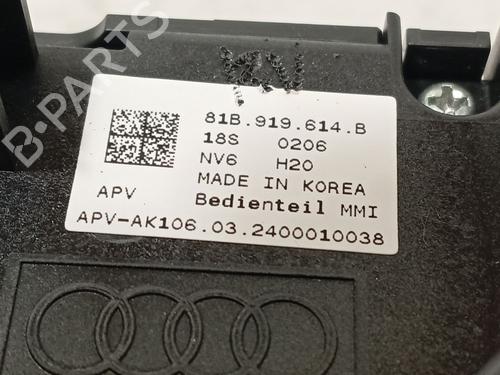 B-PARTS
81B.919.614.B
18S 0206
NV6 H20
MADE IN KOREA
APV Bedienteil MMI
APV-AK106.03.2400010038